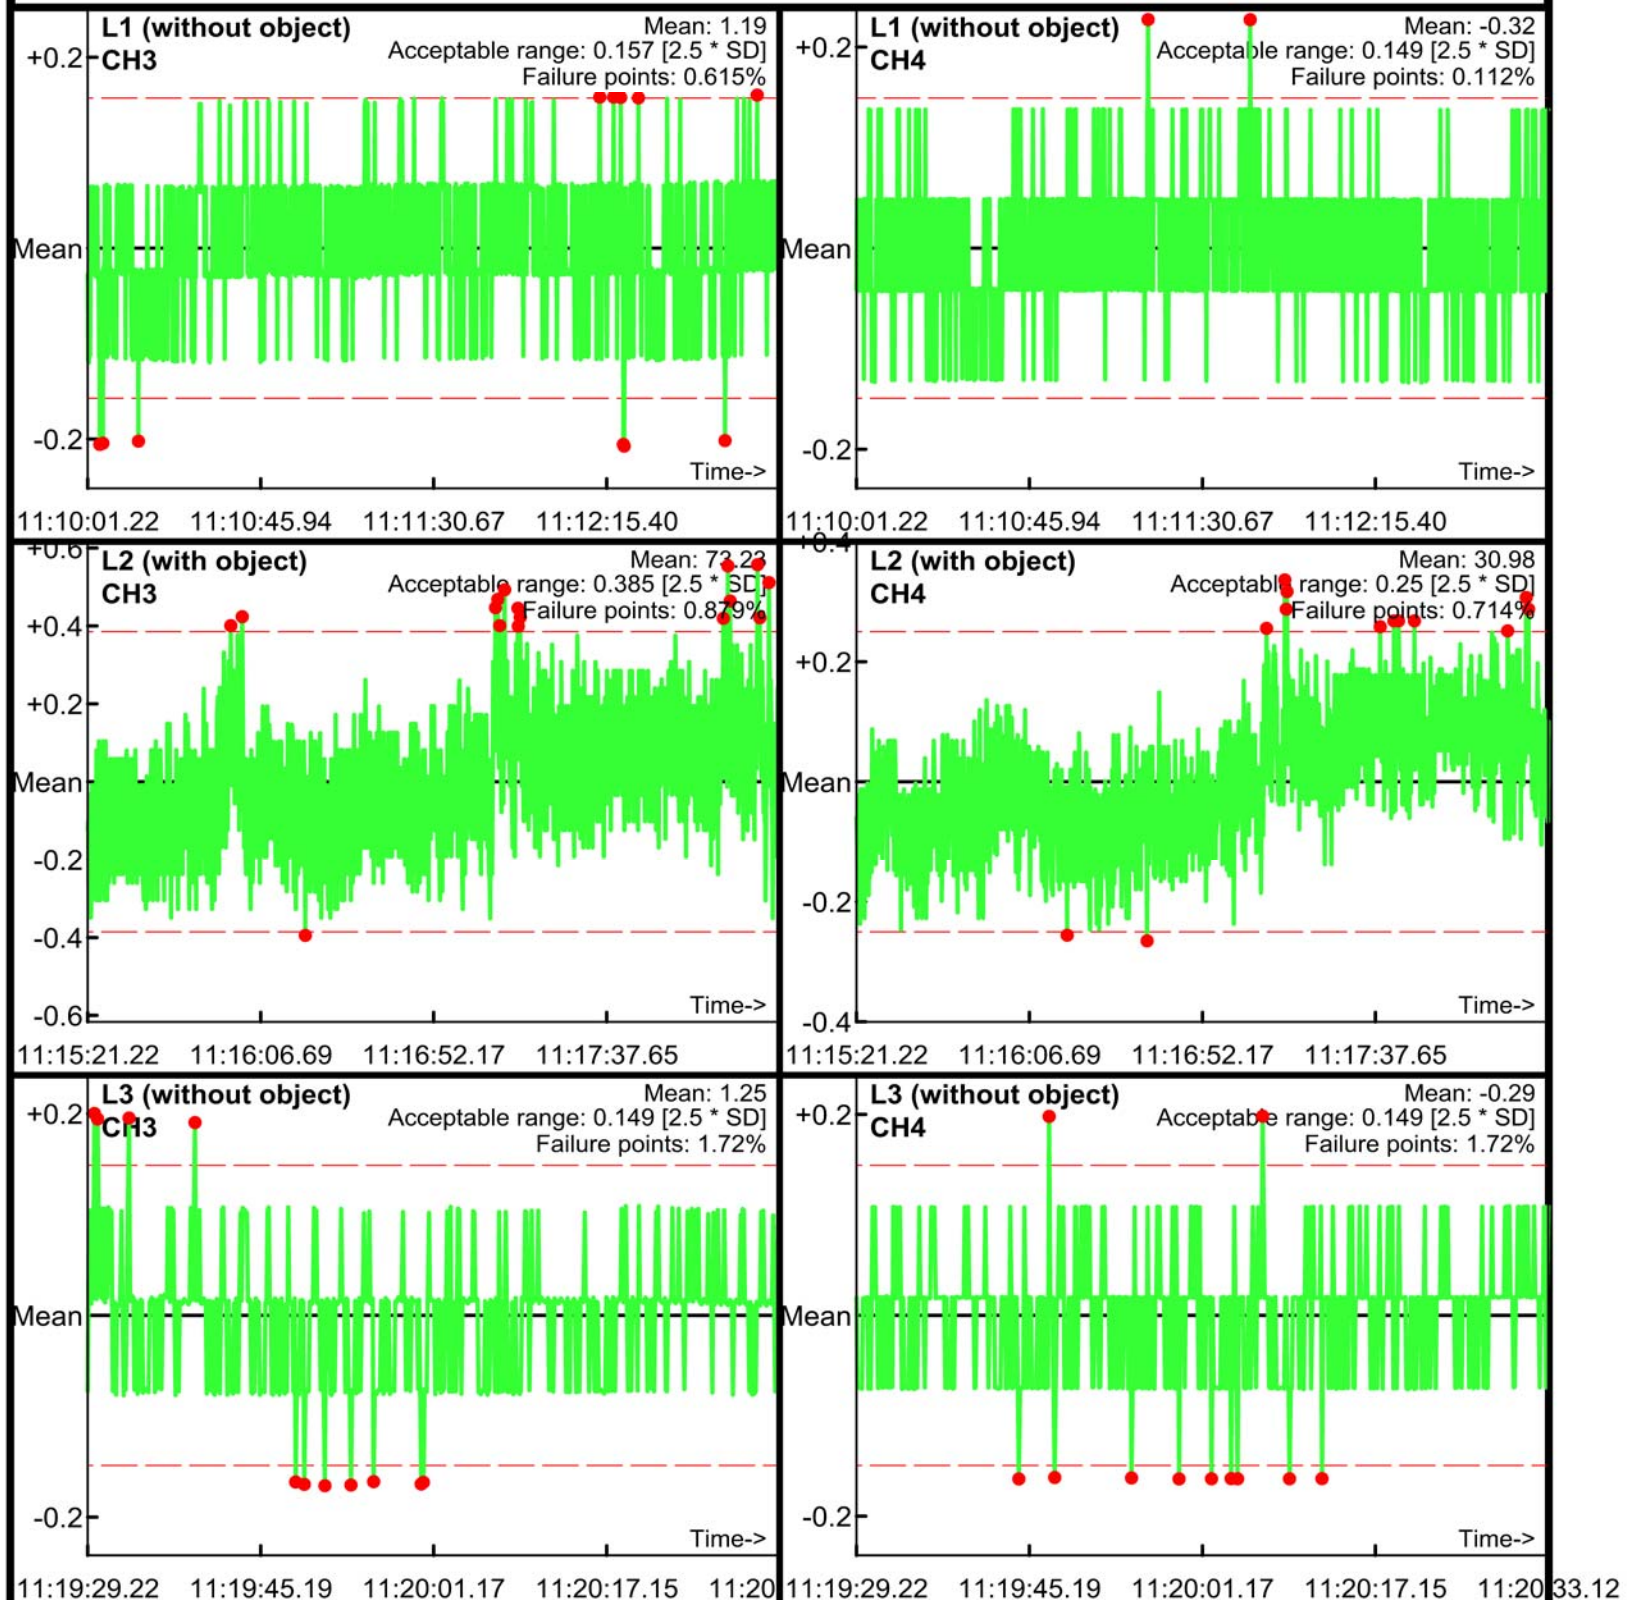 L1 (without object)
CH3
Mean: 1.19
Acceptable range: 0.157 [2.5 * SD]
Failure points: 0.615%
+0.2
Mean
-0.2
Time->
11:10:01.22 11:10:45.94 11:11:30.67 11:12:15.40
L1 (without object)
CH4
Mean: -0.32
Acceptable range: 0.149 [2.5 * SD]
Failure points: 0.112%
+0.2
Mean
-0.2
Time->
11:10:01.22 11:10:45.94 11:11:30.67 11:12:15.40
L2 (with object)
CH3
Mean: 73.23
Acceptable range: 0.385 [2.5 * SD]
Failure points: 0.879%
+0.6
+0.4
+0.2
Mean
-0.2
-0.4
-0.6
Time->
11:15:21.22 11:16:06.69 11:16:52.17 11:17:37.65
L2 (with object)
CH4
Mean: 30.98
Acceptable range: 0.25 [2.5 * SD]
Failure points: 0.714%
+0.4
+0.2
Mean
-0.2
-0.4
Time->
11:15:21.22 11:16:06.69 11:16:52.17 11:17:37.65
L3 (without object)
CH3
Mean: 1.25
Acceptable range: 0.149 [2.5 * SD]
Failure points: 1.72%
+0.2
Mean
-0.2
Time->
11:19:29.22 11:19:45.19 11:20:01.17 11:20:17.15 11:20
L3 (without object)
CH4
Mean: -0.29
Acceptable range: 0.149 [2.5 * SD]
Failure points: 1.72%
+0.2
Mean
-0.2
Time->
11:19:29.22 11:19:45.19 11:20:01.17 11:20:17.15 11:20:33.12